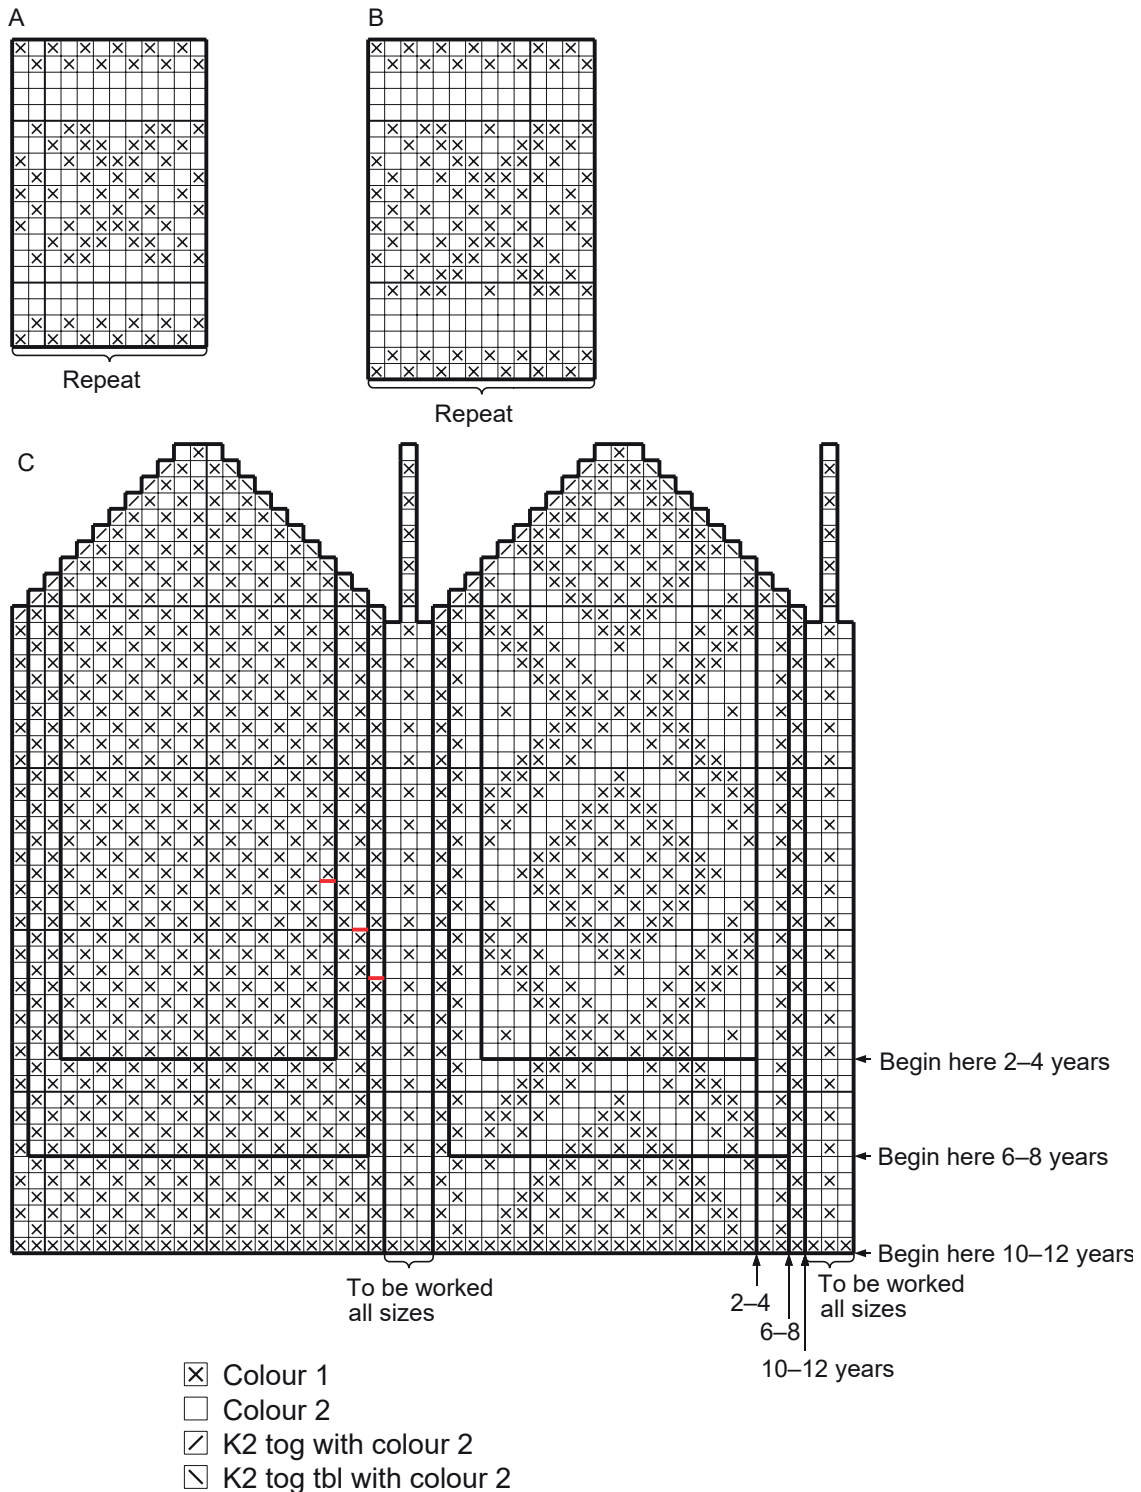 A
B
Repeat
Repeat
C
Begin here 2–4 years
Begin here 6–8 years
Begin here 10–12 years
To be worked
all sizes
To be worked
all sizes
2–4
6–8
10–12 years
Colour 1
Colour 2
K2 tog with colour 2
K2 tog tbl with colour 2